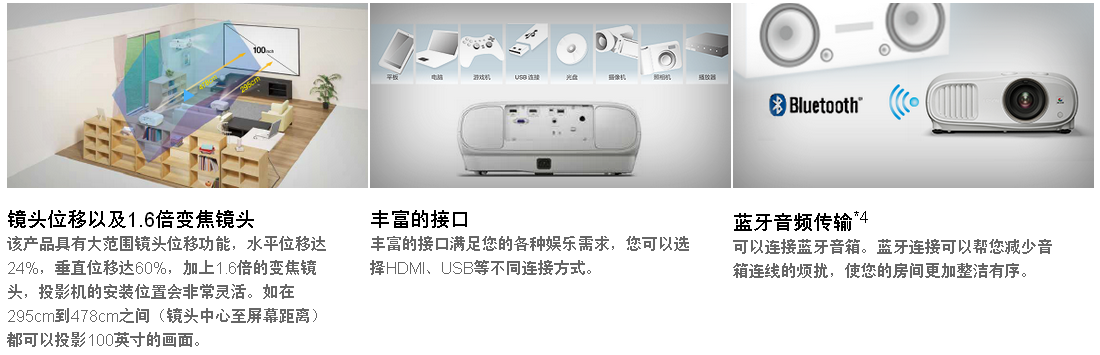 100inch
478cm
295cm
镜头位移以及1.6倍变焦镜头
该产品具有大范围镜头位移功能，水平位移达
24%，垂直位移达60%，加上1.6倍的变焦镜
头，投影机的安装位置会非常灵活。如在
295cm到478cm之间（镜头中心至屏幕距离）
都可以投影100英寸的画面。
平板 电脑 游戏机 USB 连接 光盘 摄像机 照相机 播放器
丰富的接口
丰富的接口满足您的各种娱乐需求，您可以选
择HDMI、USB等不同连接方式。
Bluetooth®
蓝牙音频传输*4
可以连接蓝牙音箱。蓝牙连接可以帮您减少音
箱连线的烦扰，使您的房间更加整洁有序。